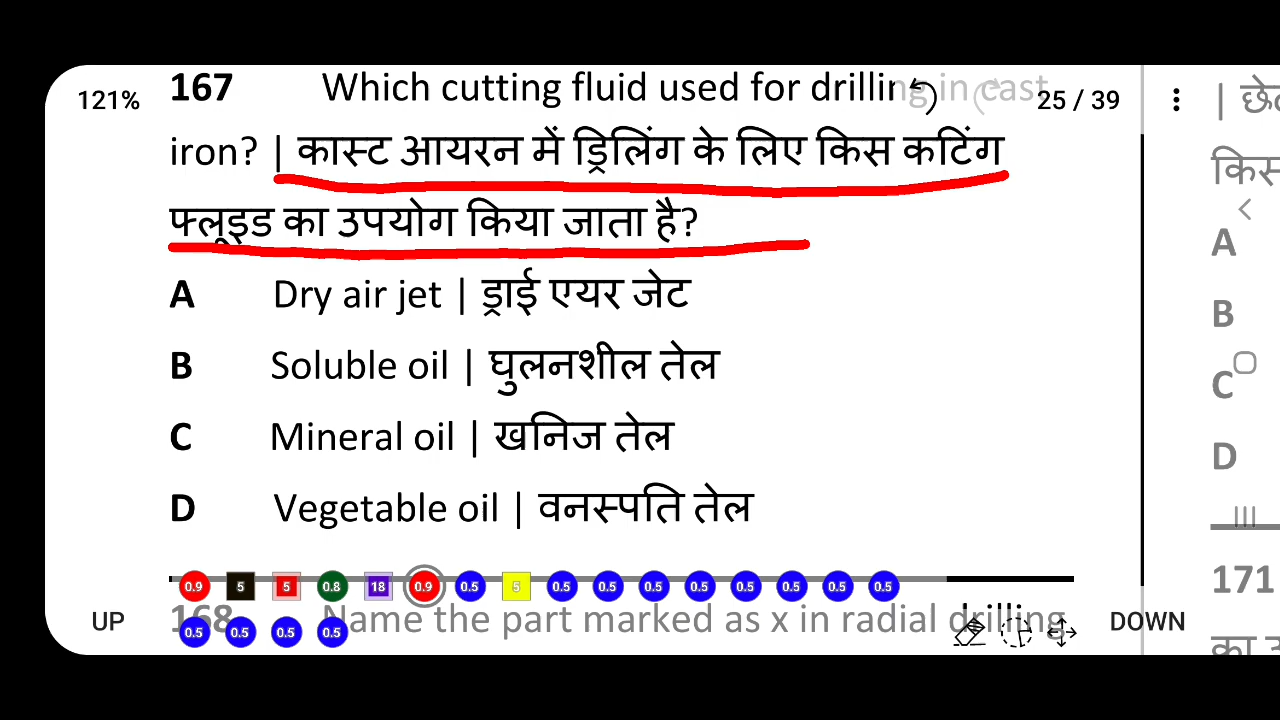 121%
167 Which cutting fluid used for drilling in cast
25 / 39
iron? | कास्ट आयरन में ड्रिलिंग के लिए किस कटिंग
फ्लूइड का उपयोग किया जाता है?
A Dry air jet | ड्राई एयर जेट
B Soluble oil | घुलनशील तेल
C Mineral oil | खनिज तेल
D Vegetable oil | वनस्पति तेल
0.9 5 5 0.8 18 0.9 0.5 5 0.5 0.5 0.5 0.5 0.5 0.5 0.5 0.5
UP
168 Name the part marked as x in radial drilling
0.5 0.5 0.5 0.5
DOWN
A
B
C
D
171